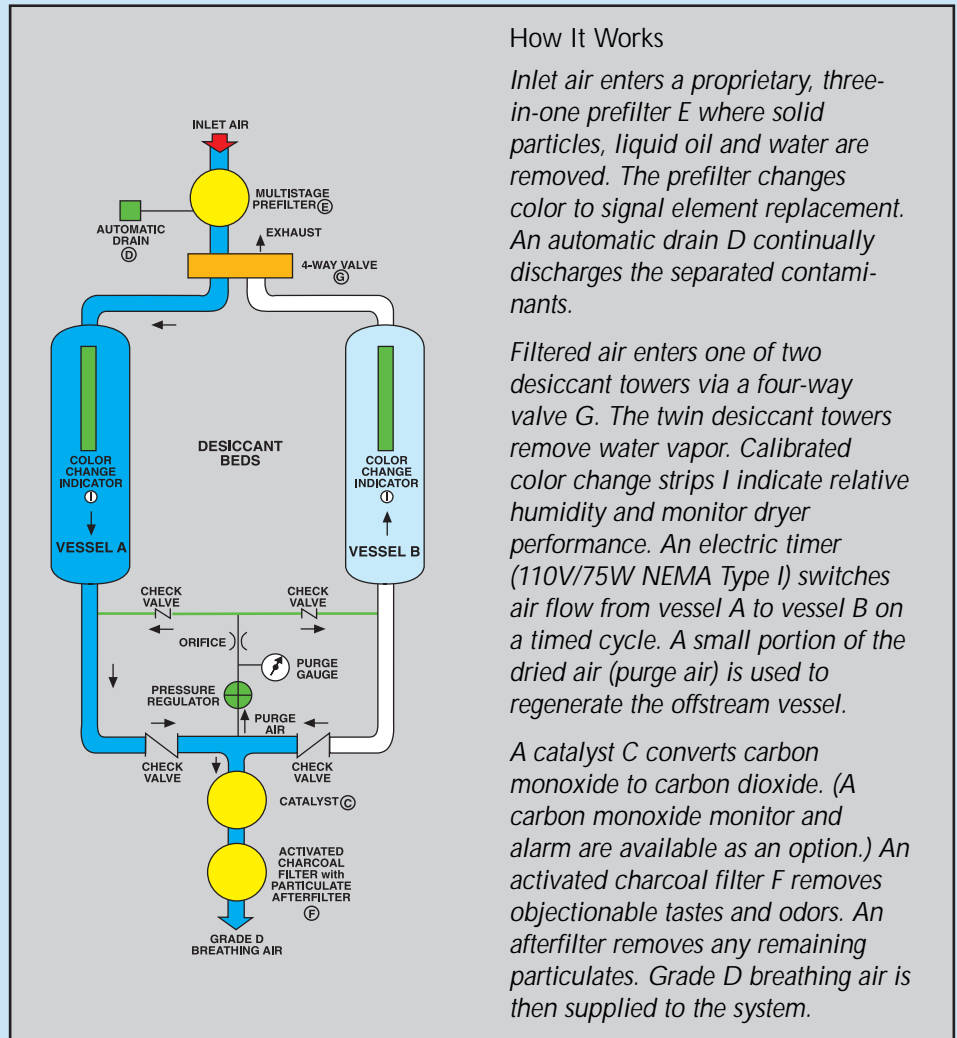 INLET AIR
MULTISTAGE
PREFILTER Ⓔ
AUTOMATIC
DRAIN
Ⓓ
EXHAUST
4-WAY VALVE
Ⓖ
DESICCANT
BEDS
COLOR
CHANGE
INDICATOR
Ⓘ
VESSEL A
COLOR
CHANGE
INDICATOR
Ⓘ
VESSEL B
CHECK
VALVE
CHECK
VALVE
ORIFICE
PURGE
GAUGE
PRESSURE
REGULATOR
PURGE
AIR
CHECK
VALVE
CHECK
VALVE
CATALYST Ⓒ
ACTIVATED
CHARCOAL
FILTER with
PARTICULATE
AFTERFILTER
Ⓕ
GRADE D
BREATHING AIR
How It Works
Inlet air enters a proprietary, three-
in-one prefilter E where solid
particles, liquid oil and water are
removed. The prefilter changes
color to signal element replacement.
An automatic drain D continually
discharges the separated contami-
nants.
Filtered air enters one of two
desiccant towers via a four-way
valve G. The twin desiccant towers
remove water vapor. Calibrated
color change strips I indicate relative
humidity and monitor dryer
performance. An electric timer
(110V/75W NEMA Type I) switches
air flow from vessel A to vessel B on
a timed cycle. A small portion of the
dried air (purge air) is used to
regenerate the offstream vessel.
A catalyst C converts carbon
monoxide to carbon dioxide. (A
carbon monoxide monitor and
alarm are available as an option.) An
activated charcoal filter F removes
objectionable tastes and odors. An
afterfilter removes any remaining
particulates. Grade D breathing air is
then supplied to the system.